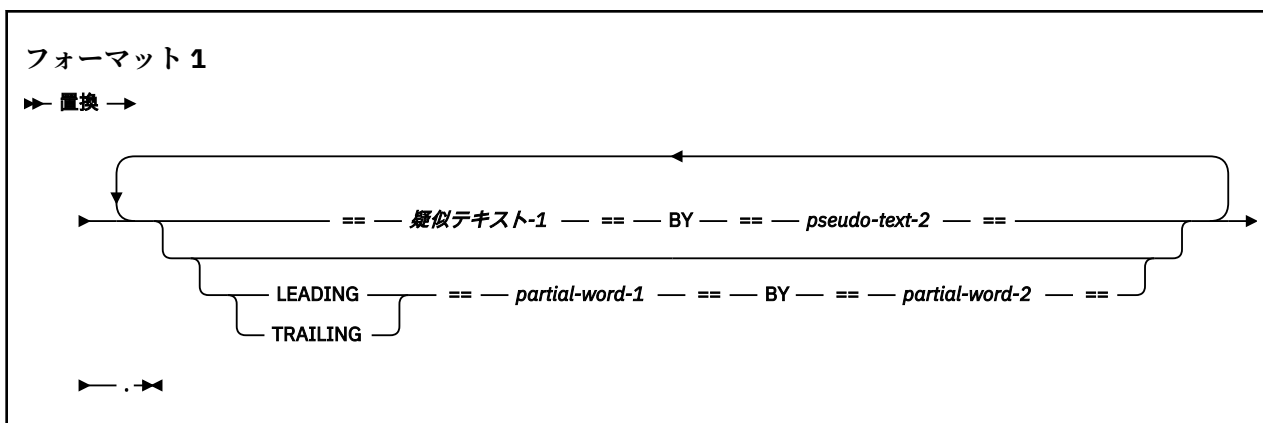 フォーマット 1
置換
== 疑似テキスト-1 == BY == pseudo-text-2 ==
LEADING == partial-word-1 == BY == partial-word-2 ==
TRAILING
.